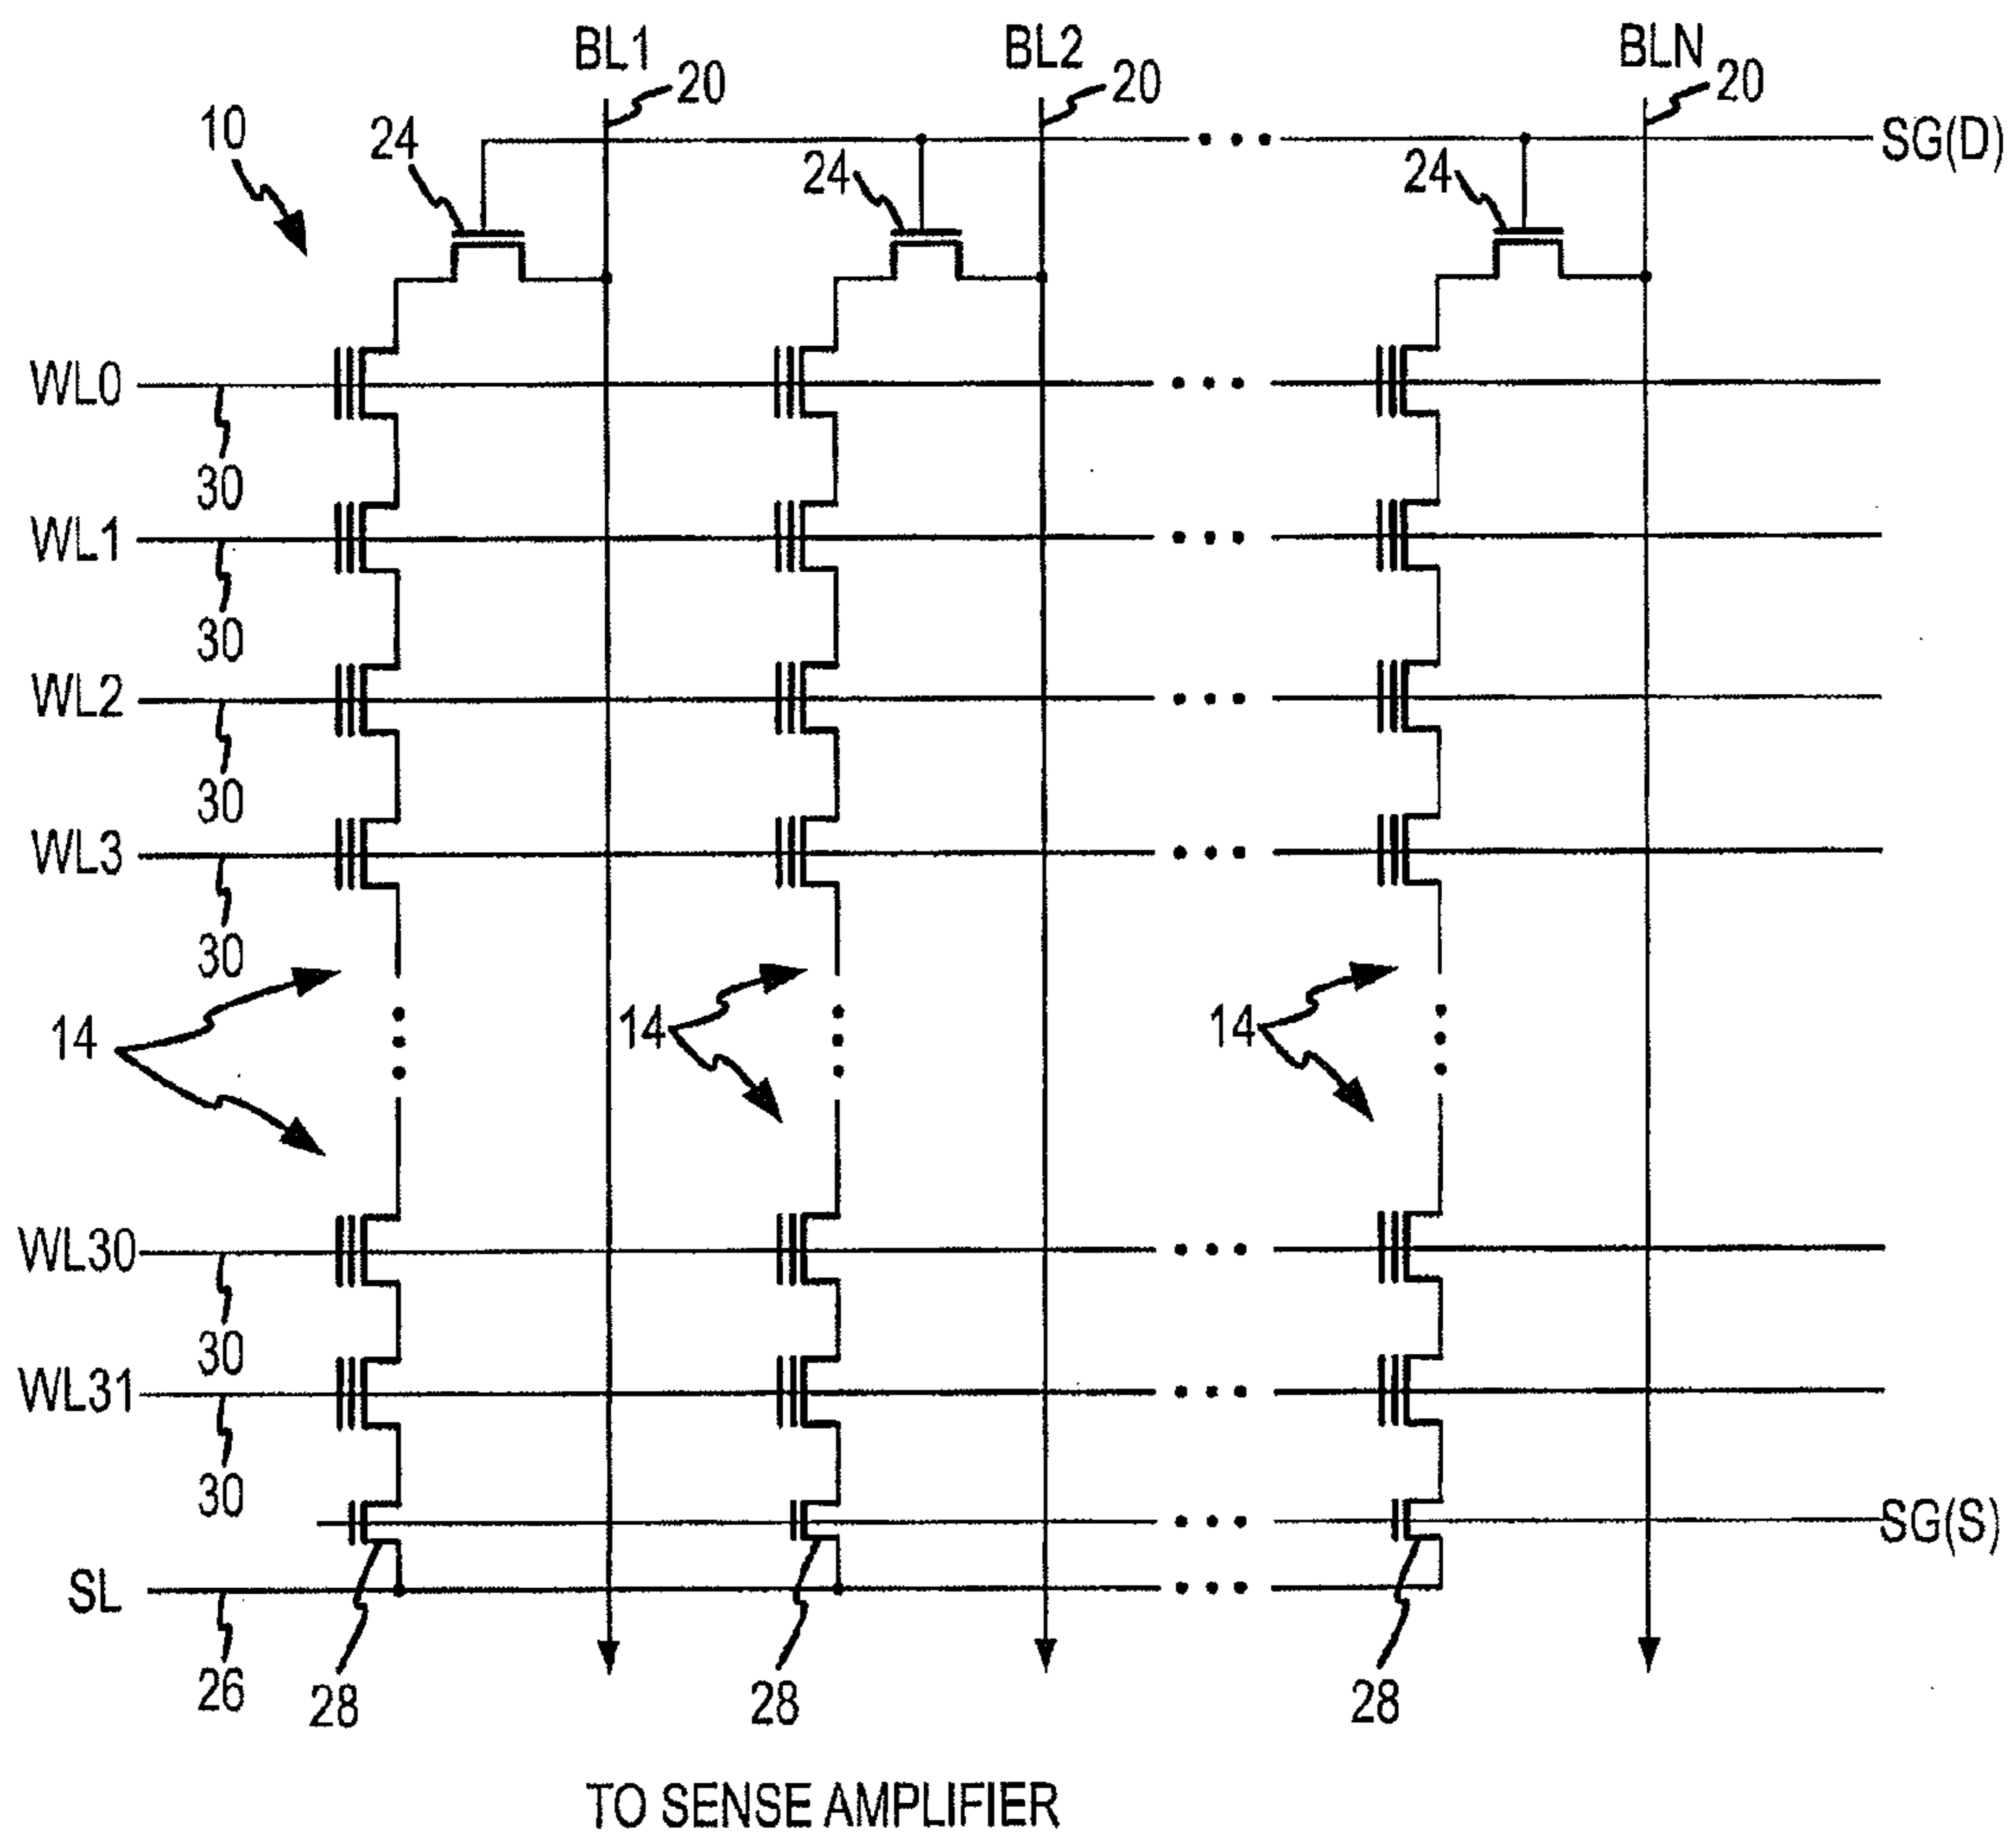 BL1 BL2 BLN
20 20 20
10 24 24 24 SG(D)
WL0
30
WL1
30
WL2
30
WL3
30
14 14 14
WL30
30
WL31
30
SG(S)
SL
26 28 28 28
TO SENSE AMPLIFIER